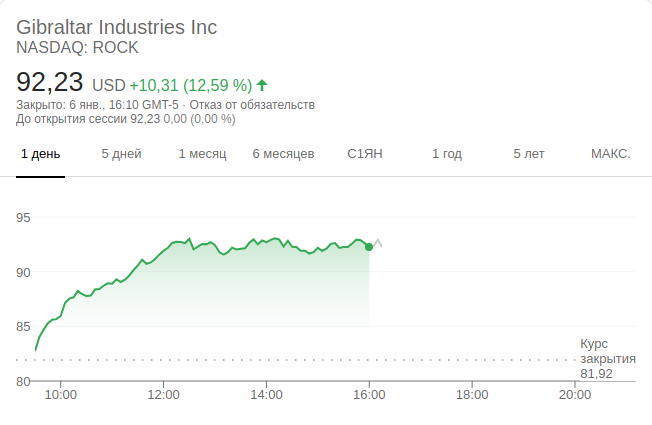 Gibraltar Industries Inc
NASDAQ: ROCK
92,23 USD +10,31 (12,59 %)
Закрыто: 6 янв., 16:10 GMT-5 · Отказ от обязательств
До открытия сессии 92,23 0,00 (0,00 %)
1 день 5 дней 1 месяц 6 месяцев С1ЯН 1 год 5 лет МАКС.
95
90
85
Курс
закрытия
81,92
80
10:00 12:00 14:00 16:00 18:00 20:00